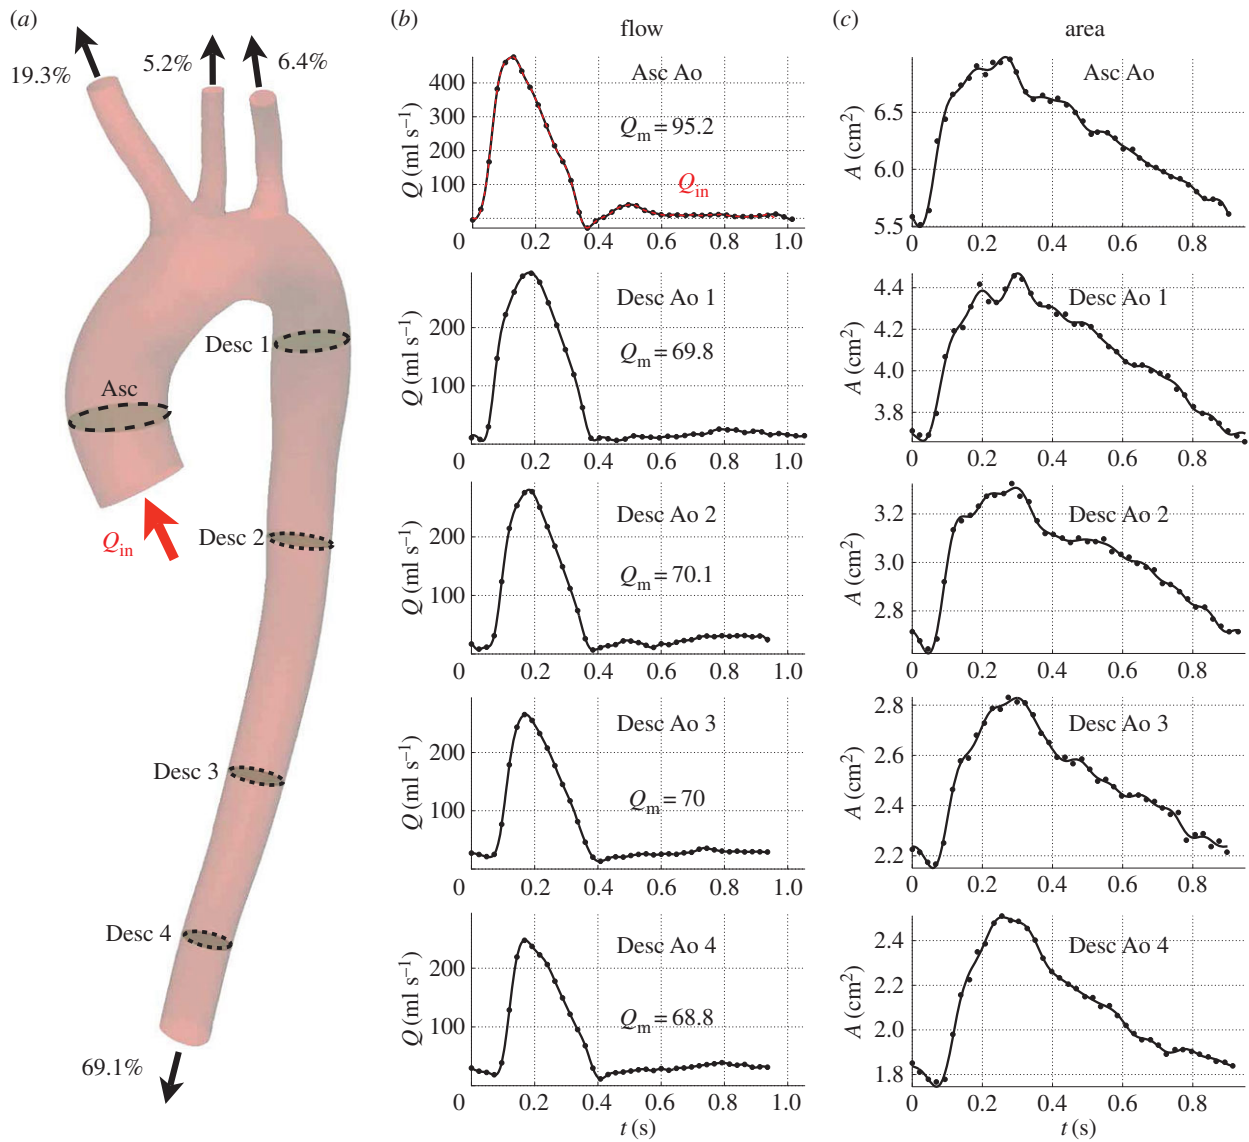 (a)
19.3%
5.2%
6.4%
Desc 1
Asc
Q_in
Desc 2
Desc 3
Desc 4
69.1%
(b)
flow
Asc Ao
Q_m = 95.2
Q_in
Q (ml s⁻¹)
400
300
200
100
0
0 0.2 0.4 0.6 0.8 1.0
Desc Ao 1
Q_m = 69.8
Q (ml s⁻¹)
200
100
0 0.2 0.4 0.6 0.8 1.0
Desc Ao 2
Q_m = 70.1
Q (ml s⁻¹)
200
100
0 0.2 0.4 0.6 0.8 1.0
Desc Ao 3
Q_m = 70
Q (ml s⁻¹)
200
100
0 0.2 0.4 0.6 0.8 1.0
Desc Ao 4
Q_m = 68.8
Q (ml s⁻¹)
200
100
0 0.2 0.4 0.6 0.8 1.0
t (s)
(c)
area
Asc Ao
A (cm²)
6.5
6.0
5.5
0 0.2 0.4 0.6 0.8
Desc Ao 1
A (cm²)
4.4
4.2
4.0
3.8
0 0.2 0.4 0.6 0.8
Desc Ao 2
A (cm²)
3.2
3.0
2.8
0 0.2 0.4 0.6 0.8
Desc Ao 3
A (cm²)
2.8
2.6
2.4
2.2
0 0.2 0.4 0.6 0.8
Desc Ao 4
A (cm²)
2.4
2.2
2.0
1.8
0 0.2 0.4 0.6 0.8
t (s)